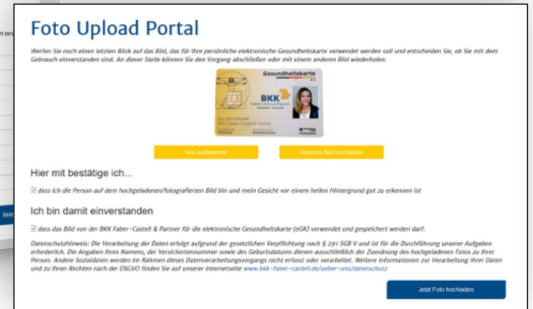 Foto Upload Portal
Werfen Sie noch einen letzten Blick auf das Bild, das für Ihre persönliche elektronische Gesundheitskarte verwendet werden soll und entscheiden Sie, ob Sie mit dem
Gebrauch einverstanden sind. An dieser Stelle können Sie den Vorgang abschließen oder mit einem anderen Bild wiederholen.
Gesundheitskarte
BKK
Neu aufnehmen
Anderes Bild hochladen
Hier mit bestätige ich...
dass ich die Person auf dem hochgeladenen/fotografierten Bild bin und mein Gesicht vor einem hellen Hintergrund gut zu erkennen ist
Ich bin damit einverstanden
dass das Bild von der BKK Faber-Castell & Partner für die elektronische Gesundheitskarte (eGK) verwendet und gespeichert werden darf.
Datenschutzhinweis: Die Verarbeitung der Daten erfolgt aufgrund der gesetzlichen Verpflichtung nach § 291 SGB V und ist für die Durchführung unserer Aufgaben
erforderlich. Die Angaben Ihres Namens, der Versichertennummer sowie des Geburtsdatums dienen ausschließlich der Zuordnung des hochgeladenen Fotos zu Ihrer
Person. Andere Sozialdaten werden im Rahmen dieses Datenverarbeitungsvorgangs nicht erfasst oder verarbeitet. Weitere Informationen zur Verarbeitung Ihrer Daten
und zu Ihren Rechten nach der DSGVO finden Sie auf unserer Internetseite www.bkk-faber-castell.de/ueber-uns/datenschutz
Jetzt Foto hochladen